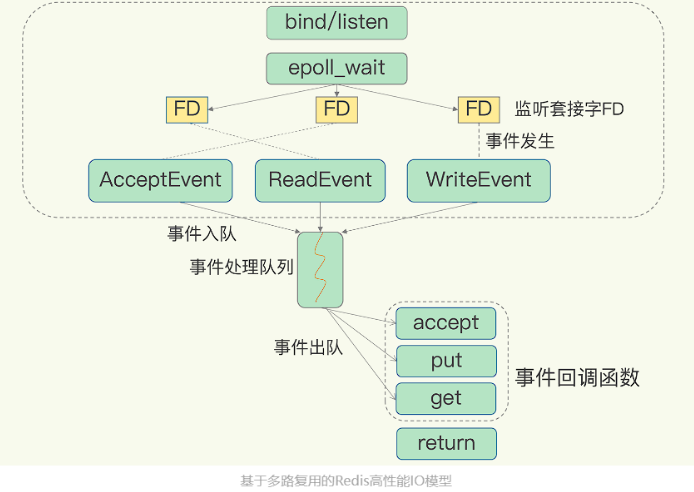 bind/listen
epoll_wait
FD
FD
FD
监听套接字FD
事件发生
AcceptEvent
ReadEvent
WriteEvent
事件入队
事件处理队列
事件出队
accept
put
get
事件回调函数
return
基于多路复用的Redis高性能IO模型